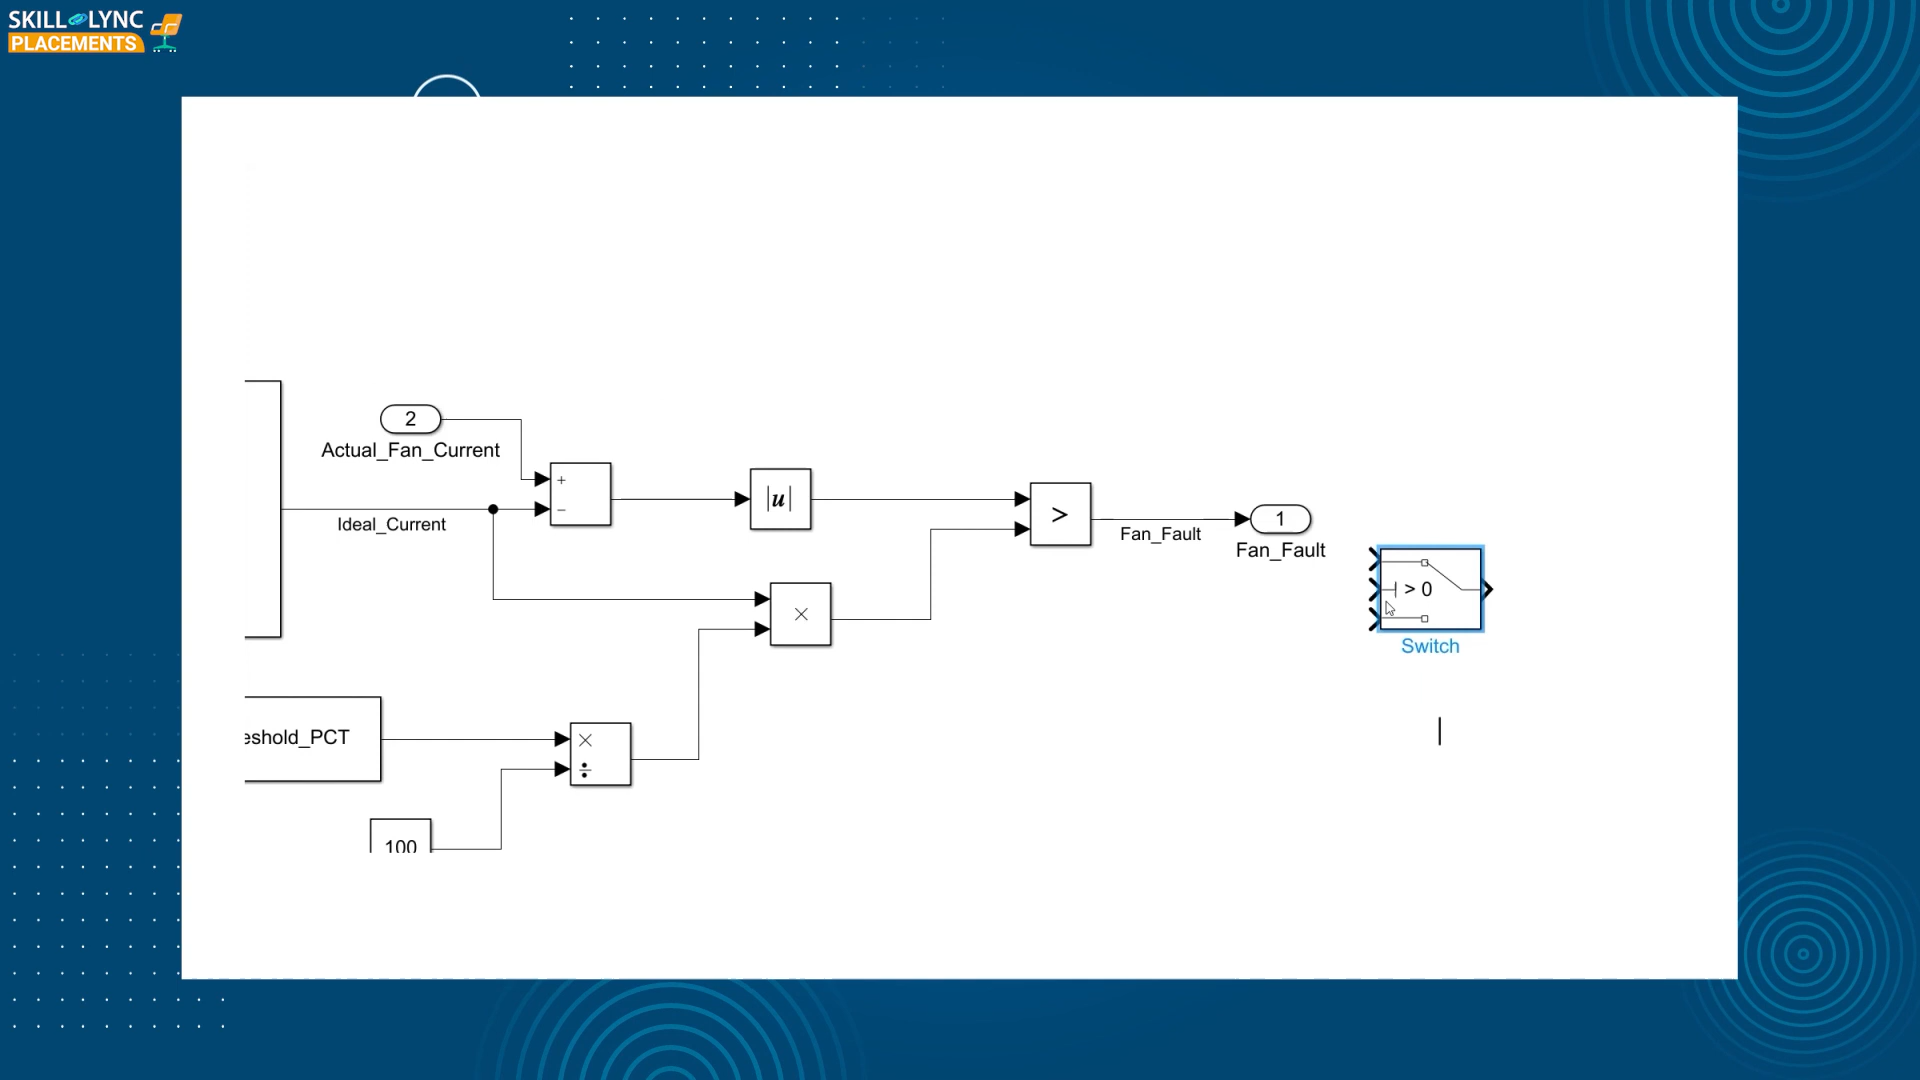 SKILL LYNC
PLACEMENTS
2
Actual_Fan_Current
+
−
Ideal_Current
|u|
>
Fan_Fault
1
Fan_Fault
> 0
Switch
×
eshold_PCT
×
÷
100